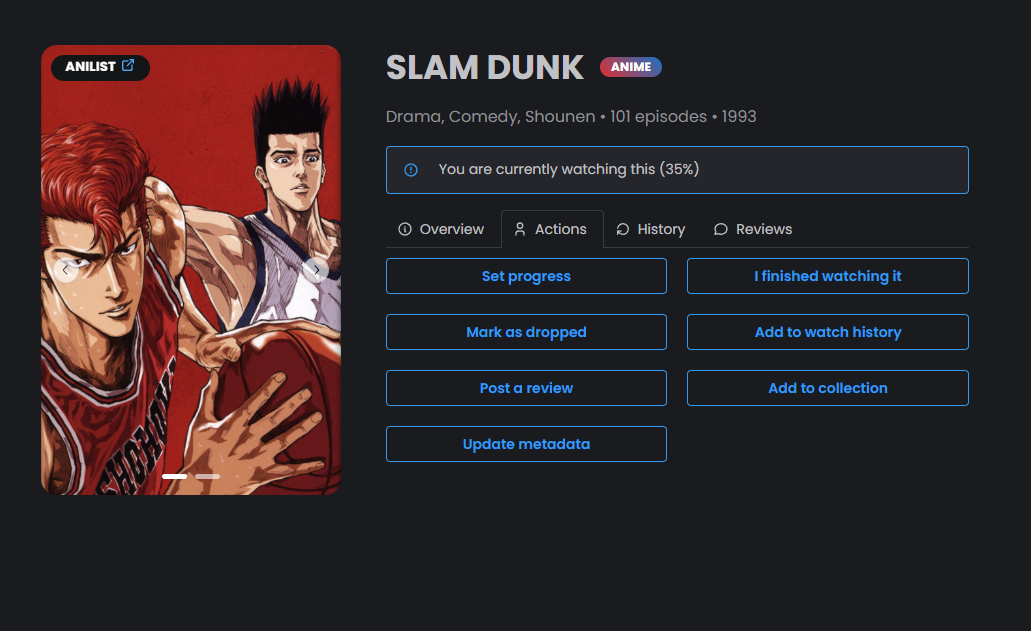 ANILIST
SLAM DUNK ANIME
Drama, Comedy, Shounen • 101 episodes • 1993
You are currently watching this (35%)
Overview Actions History Reviews
Set progress I finished watching it
Mark as dropped Add to watch history
Post a review Add to collection
Update metadata
SHOHOKU